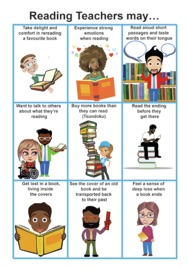 Reading Teachers may…
Take delight and
comfort in rereading
a favourite book
Experience strong
emotions
when reading
Read aloud short
passages and taste
words on their tongue
Want to talk to others
about what they're
reading
Buy more books than
they can read
(Tsundoku)
Read the ending
before they
get there
Get lost in a book,
living inside
the covers
See the cover of an old
book and be
transported back
to their past
Feel a sense of
deep loss when
a book ends